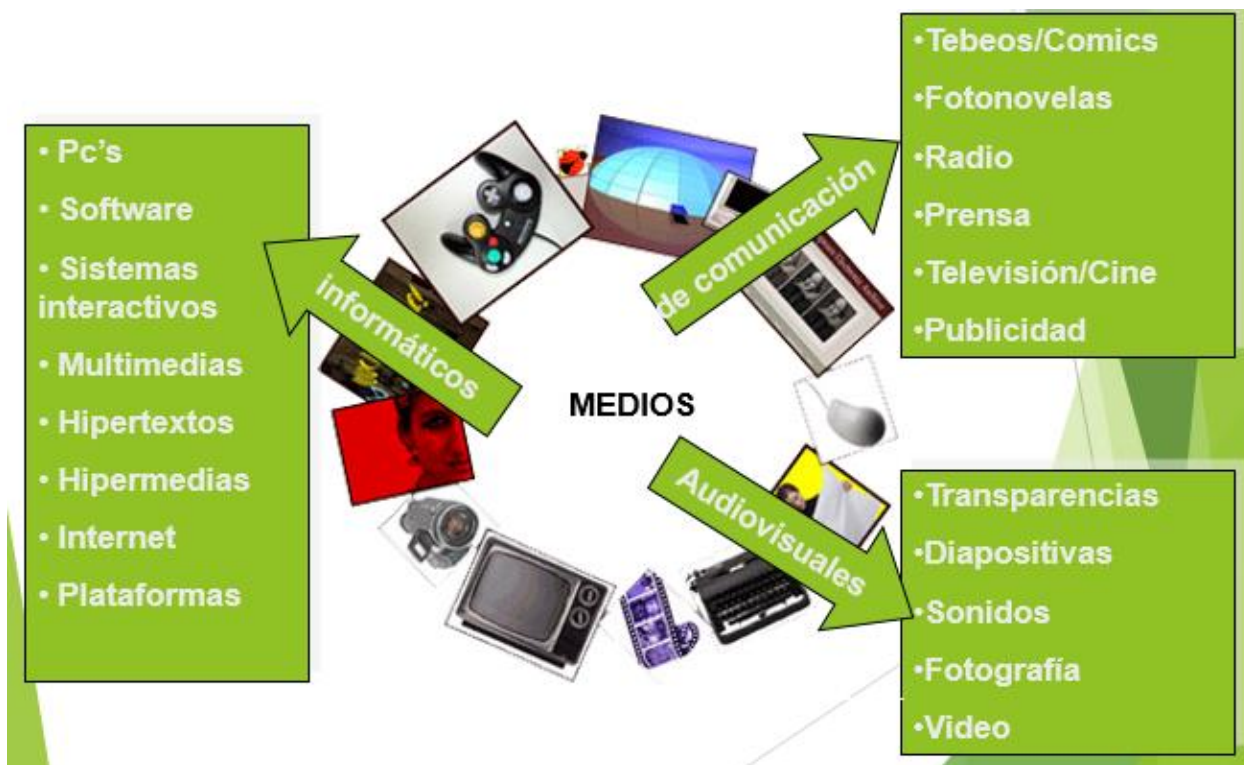 • Pc's
• Software
• Sistemas
interactivos
• Multimedias
• Hipertextos
• Hipermedias
• Internet
• Plataformas
informáticos
MEDIOS
de comunicación
•Tebeos/Comics
•Fotonovelas
•Radio
•Prensa
•Televisión/Cine
•Publicidad
Audiovisuales
•Transparencias
•Diapositivas
•Sonidos
•Fotografía
•Video